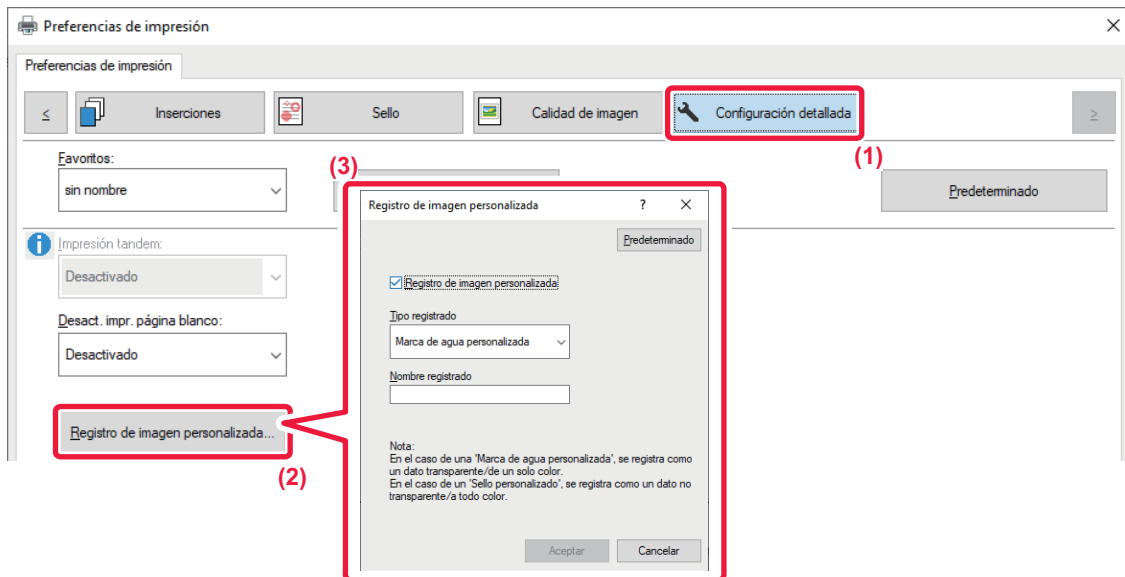 Preferencias de impresión
Preferencias de impresión
<
Inserciones
Sello
Calidad de imagen
Configuración detallada
>
(1)
Favoritos:
sin nombre
(3)
Predeterminado
Registro de imagen personalizada
?
Predeterminado
Impresión tandem:
Desactivado
Registro de imagen personalizada
Tipo registrado
Marca de agua personalizada
Desact. impr. página blanco:
Desactivado
Nombre registrado
Registro de imagen personalizada...
(2)
Nota:
En el caso de una 'Marca de agua personalizada', se registra como
un dato transparente/de un solo color.
En el caso de un 'Sello personalizado', se registra como un dato no
transparente/a todo color.
Aceptar
Cancelar